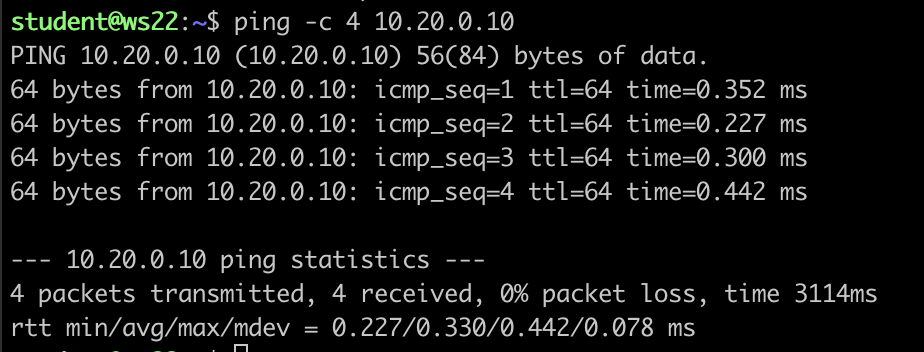 student@ws22:~$ ping -c 4 10.20.0.10
PING 10.20.0.10 (10.20.0.10) 56(84) bytes of data.
64 bytes from 10.20.0.10: icmp_seq=1 ttl=64 time=0.352 ms
64 bytes from 10.20.0.10: icmp_seq=2 ttl=64 time=0.227 ms
64 bytes from 10.20.0.10: icmp_seq=3 ttl=64 time=0.300 ms
64 bytes from 10.20.0.10: icmp_seq=4 ttl=64 time=0.442 ms
--- 10.20.0.10 ping statistics ---
4 packets transmitted, 4 received, 0% packet loss, time 3114ms
rtt min/avg/max/mdev = 0.227/0.330/0.442/0.078 ms